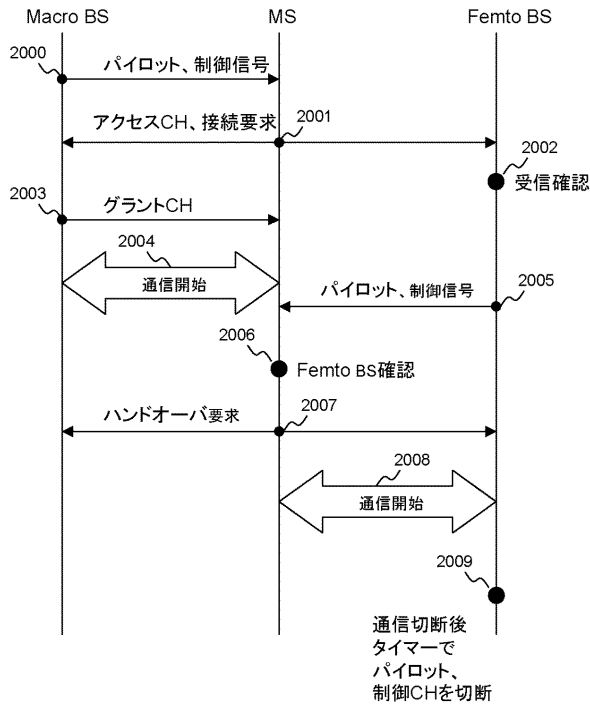 Macro BS MS Femto BS
2000
パイロット、制御信号
アクセスCH、接続要求 2001
2002
受信確認
2003
グラントCH
2004
通信開始
パイロット、制御信号 2005
2006
Femto BS確認
ハンドオーバ要求 2007
2008
通信開始
2009
通信切断後
タイマーで
パイロット、
制御CHを切断